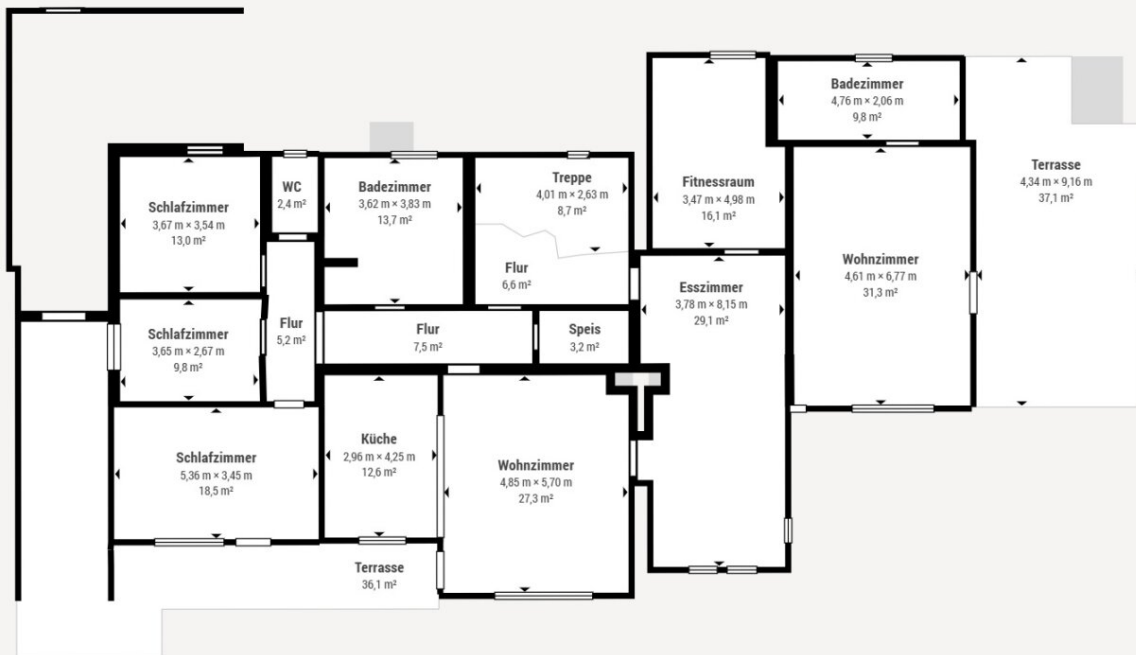 Badezimmer
4,76 m × 2,06 m
9,8 m²
Terrasse
4,34 m × 9,16 m
37,1 m²
Schlafzimmer
3,67 m × 3,54 m
13,0 m²
WC
2,4 m²
Badezimmer
3,62 m × 3,83 m
13,7 m²
Treppe
4,01 m × 2,63 m
8,7 m²
Fitnessraum
3,47 m × 4,98 m
16,1 m²
Flur
6,6 m²
Wohnzimmer
4,61 m × 6,77 m
31,3 m²
Esszimmer
3,78 m × 8,15 m
29,1 m²
Schlafzimmer
3,65 m × 2,67 m
9,8 m²
Flur
5,2 m²
Flur
7,5 m²
Speis
3,2 m²
Schlafzimmer
5,36 m × 3,45 m
18,5 m²
Küche
2,96 m × 4,25 m
12,6 m²
Wohnzimmer
4,85 m × 5,70 m
27,3 m²
Terrasse
36,1 m²